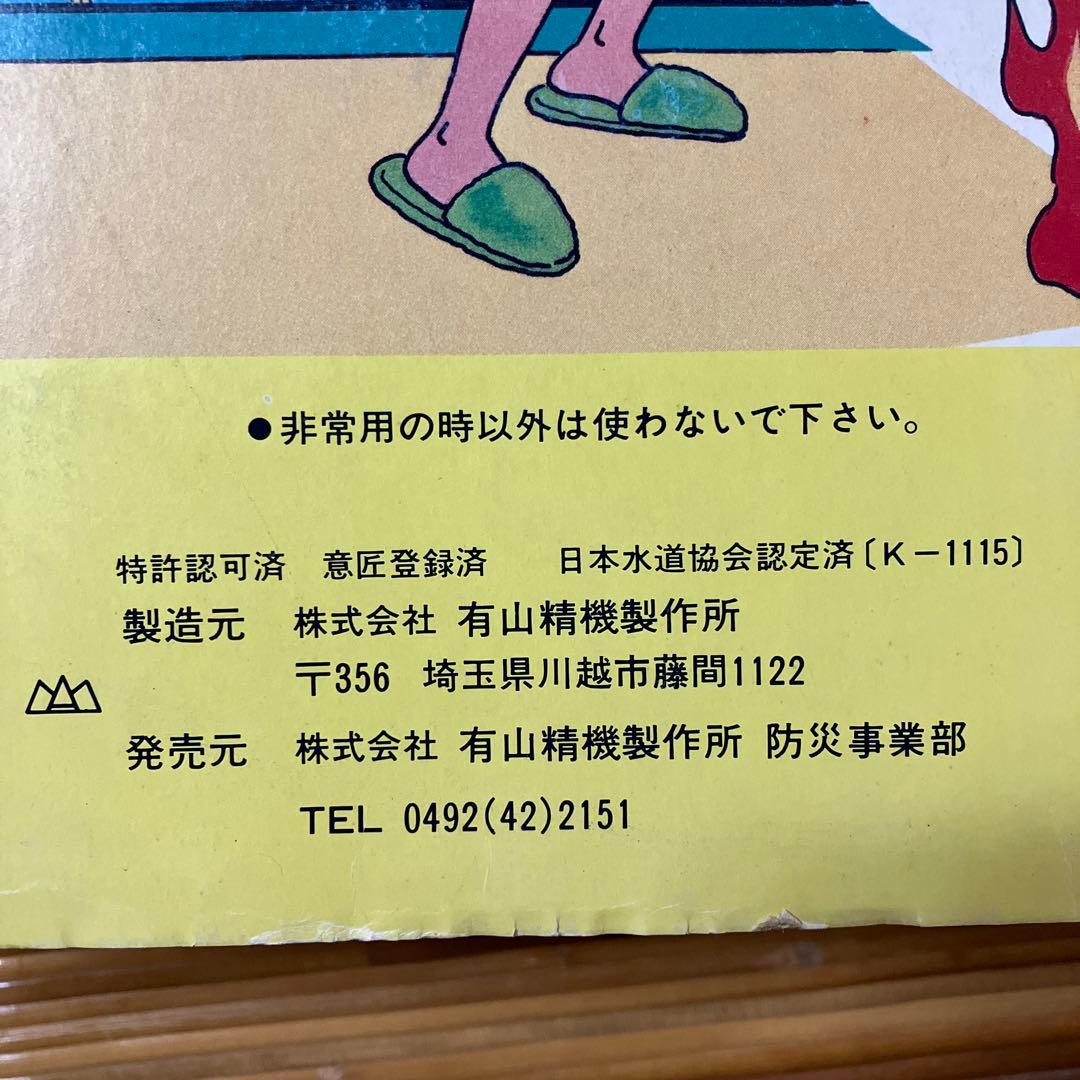 ●非常用の時以外は使わないで下さい。
特許認可済 意匠登録済 日本水道協会認定済〔K－1115〕
製造元 株式会社 有山精機製作所
〒356 埼玉県川越市藤間1122
発売元 株式会社 有山精機製作所 防災事業部
TEL 0492(42)2151